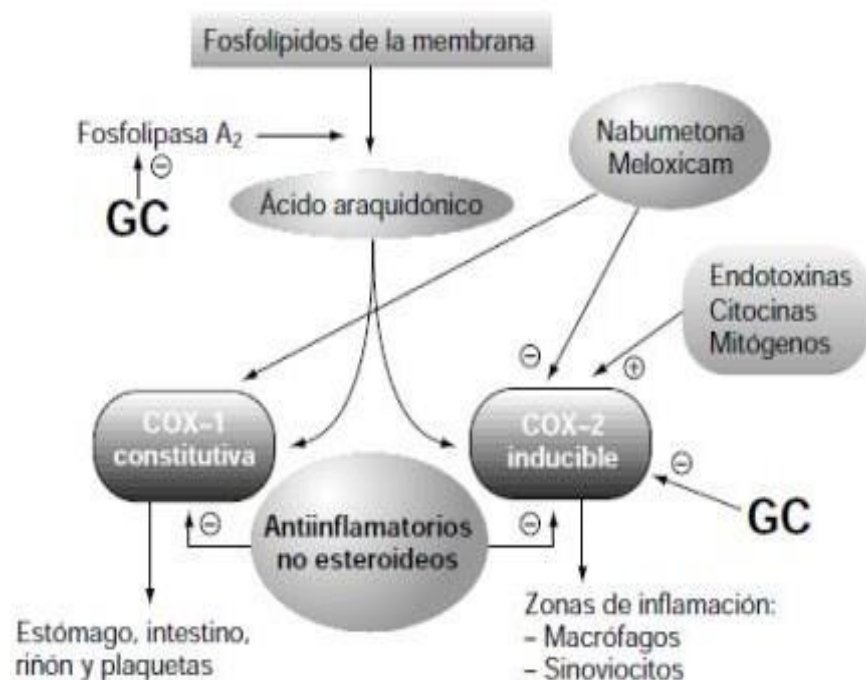 Fosfolípidos de la membrana
Fosfolipasa A₂
⊖
GC
Ácido araquidónico
Nabumetona
Meloxicam
Endotoxinas
Citocinas
Mitógenos
⊖
⊕
COX-1
constitutiva
COX-2
inducible
⊖
GC
⊖
Antiinflamatorios
no esteroideos
⊖
Estómago, intestino,
riñón y plaquetas
Zonas de inflamación:
– Macrófagos
– Sinoviocitos